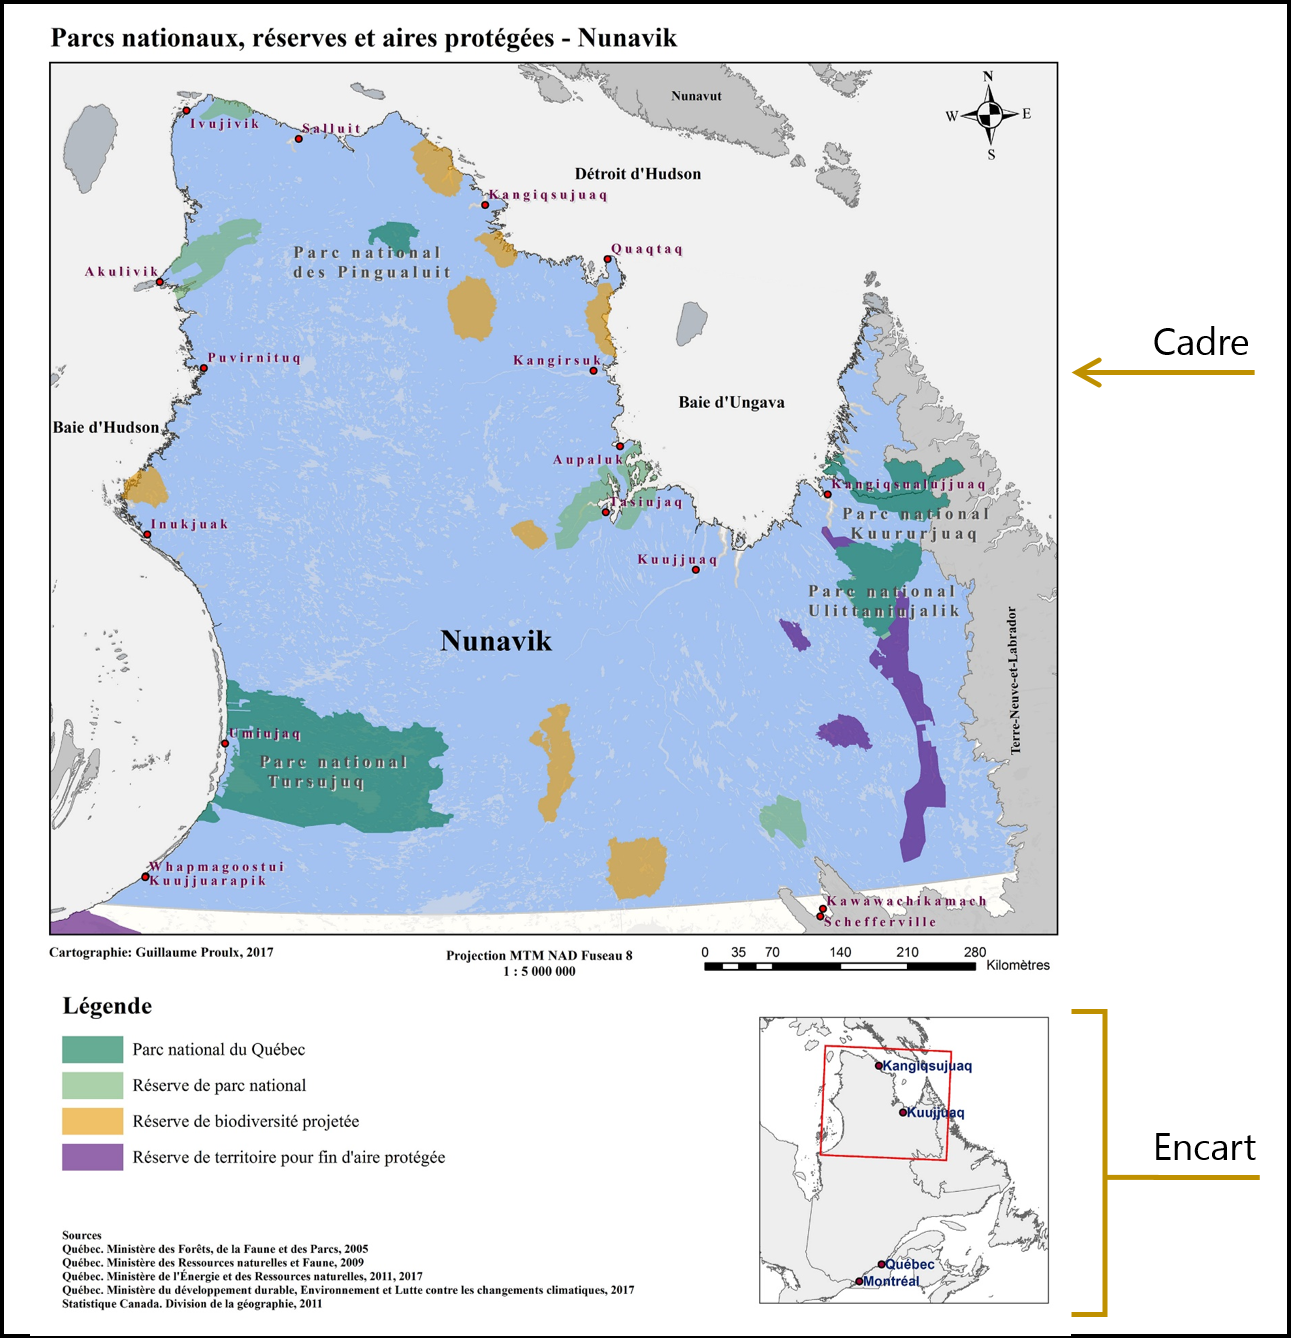 Parcs nationaux, réserves et aires protégées - Nunavik
Nunavut
N
W
E
S
Ivujivik
Salluit
Détroit d'Hudson
Kangiqsujuaq
Quaqtaq
Parc national
des Pingualuit
Akulivik
Cadre
Puvirnituq
Kangirsuk
Baie d'Ungava
Baie d'Hudson
Aupaluk
Kangiqsualujjuaq
Tasiujaq
Parc national
Kuururjuaq
Inukjuak
Kuujjuaq
Parc national
Ulittaniujalik
Nunavik
Terre-Neuve-et-Labrador
Umiujaq
Parc national
Tursujuq
Whapmagoostui
Kuujjuarapik
Kawawachikamach
Schefferville
Cartographie: Guillaume Proulx, 2017
Projection MTM NAD Fuseau 8
1 : 5 000 000
0 35 70 140 210 280
Kilomètres
Légende
Parc national du Québec
Réserve de parc national
Réserve de biodiversité projetée
Réserve de territoire pour fin d'aire protégée
Kangiqsujuaq
Kuujjuaq
Encart
Québec
Montréal
Sources
Québec. Ministère des Forêts, de la Faune et des Parcs, 2005
Québec. Ministère des Ressources naturelles et Faune, 2009
Québec. Ministère de l'Énergie et des Ressources naturelles, 2011, 2017
Québec. Ministère du développement durable, Environnement et Lutte contre les changements climatiques, 2017
Statistique Canada. Division de la géographie, 2011